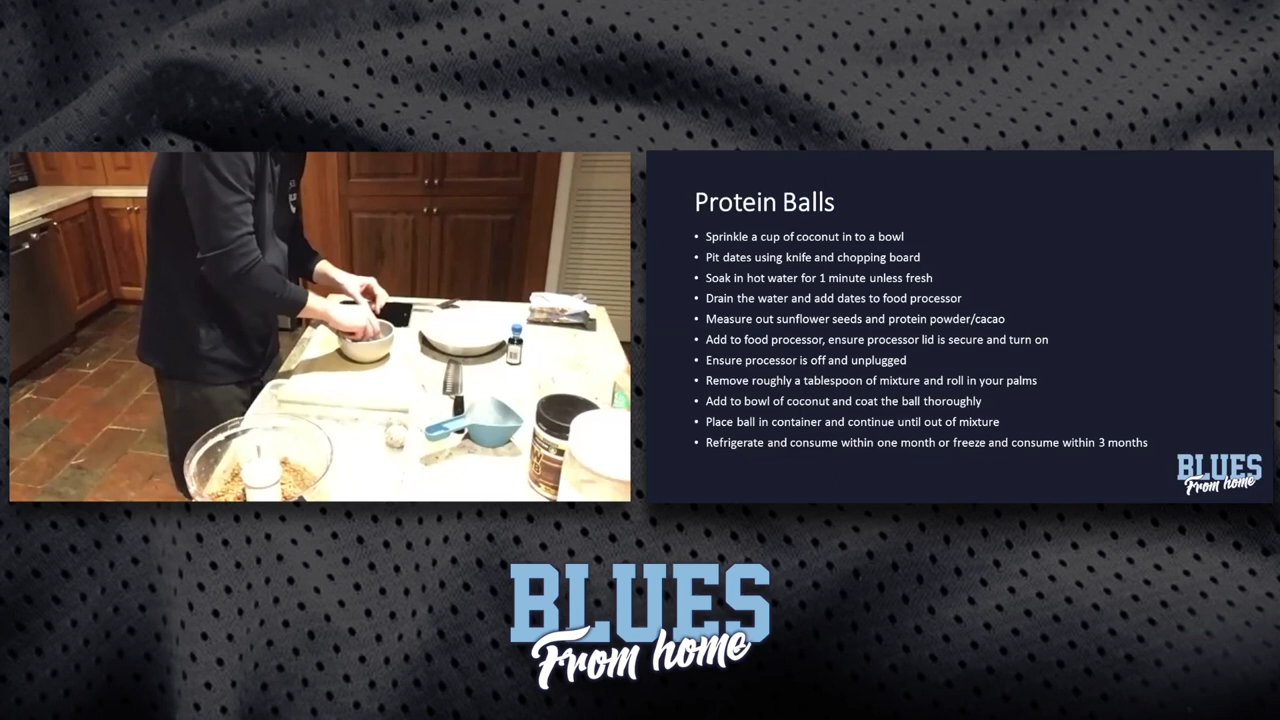 Protein Balls
• Sprinkle a cup of coconut in to a bowl
• Pit dates using knife and chopping board
• Soak in hot water for 1 minute unless fresh
• Drain the water and add dates to food processor
• Measure out sunflower seeds and protein powder/cacao
• Add to food processor, ensure processor lid is secure and turn on
• Ensure processor is off and unplugged
• Remove roughly a tablespoon of mixture and roll in your palms
• Add to bowl of coconut and coat the ball thoroughly
• Place ball in container and continue until out of mixture
• Refrigerate and consume within one month or freeze and consume within 3 months
BLUES
From home
BLUES
From home